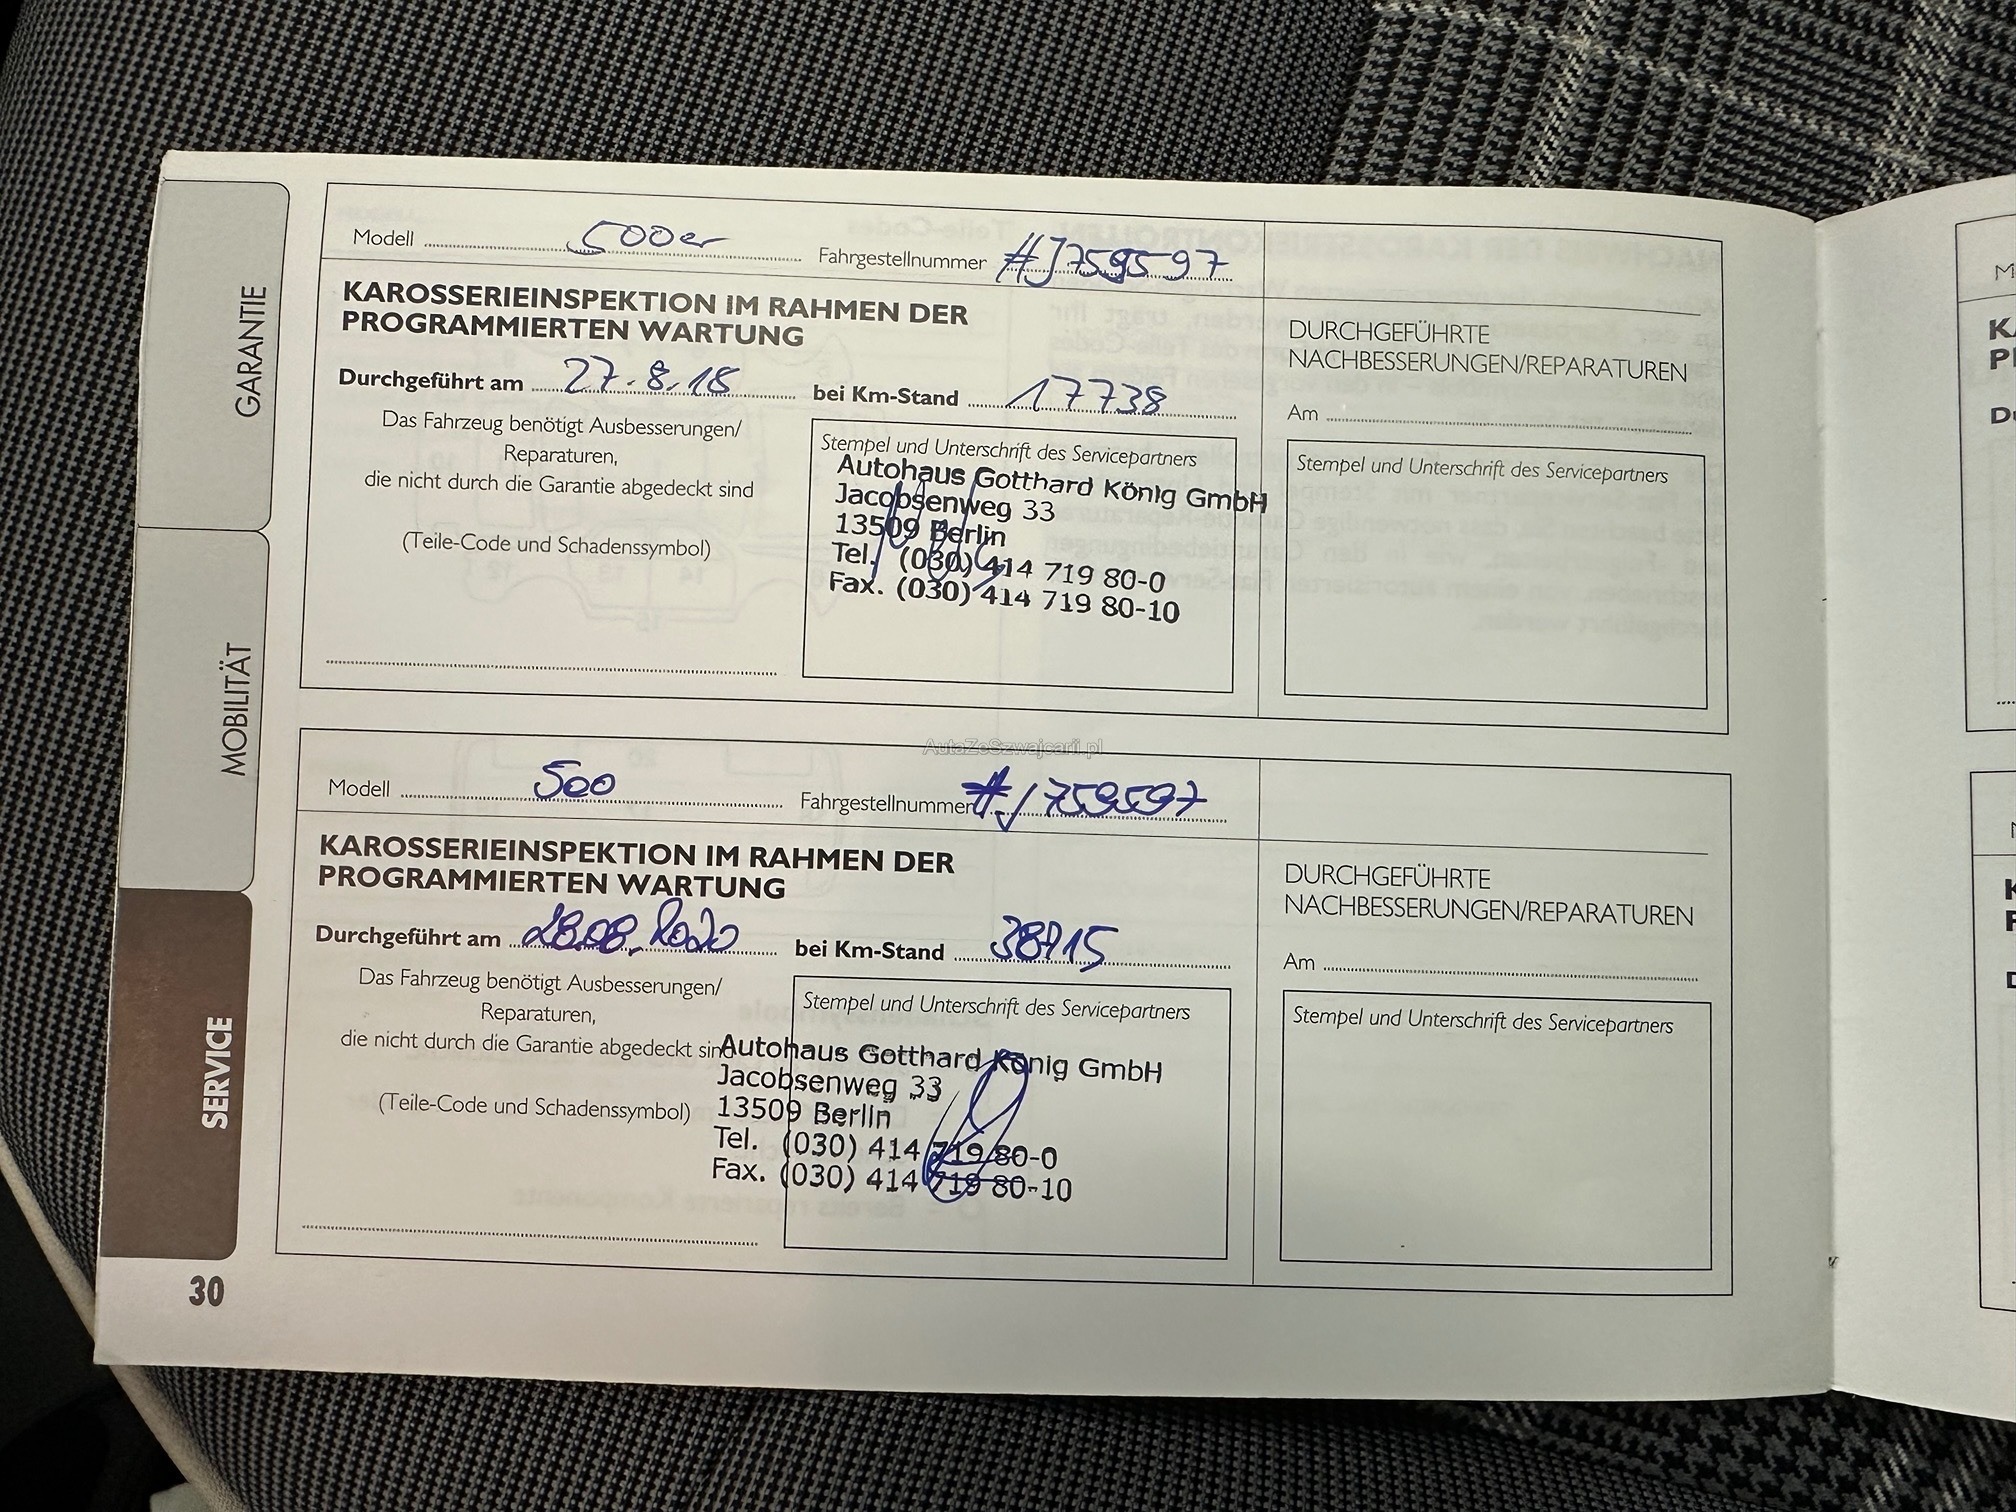 GARANTIE
MOBILITÄT
SERVICE
Modell 500er Fahrgestellnummer #J759597
KAROSSERIEINSPEKTION IM RAHMEN DER
PROGRAMMIERTEN WARTUNG
Durchgeführt am 27.8.18 bei Km-Stand 17738
Das Fahrzeug benötigt Ausbesserungen/
Reparaturen,
die nicht durch die Garantie abgedeckt sind
(Teile-Code und Schadenssymbol)
Stempel und Unterschrift des Servicepartners
Autohaus Gotthard König GmbH
Jacobsenweg 33
13509 Berlin
Tel. (030) 414 719 80-0
Fax. (030) 414 719 80-10
DURCHGEFÜHRTE
NACHBESSERUNGEN/REPARATUREN
Am
Stempel und Unterschrift des Servicepartners
AutaZeSzwajcarii.pl
Modell 500 Fahrgestellnummer #J759597
KAROSSERIEINSPEKTION IM RAHMEN DER
PROGRAMMIERTEN WARTUNG
Durchgeführt am 28.08.2020 bei Km-Stand
Das Fahrzeug benötigt Ausbesserungen/
Reparaturen,
die nicht durch die Garantie abgedeckt sind
(Teile-Code und Schadenssymbol)
Stempel und Unterschrift des Servicepartners
Autohaus Gotthard König GmbH
Jacobsenweg 33
13509 Berlin
Tel. (030) 414 719 80-0
Fax. (030) 414 719 80-10
DURCHGEFÜHRTE
NACHBESSERUNGEN/REPARATUREN
Am
Stempel und Unterschrift des Servicepartners
30